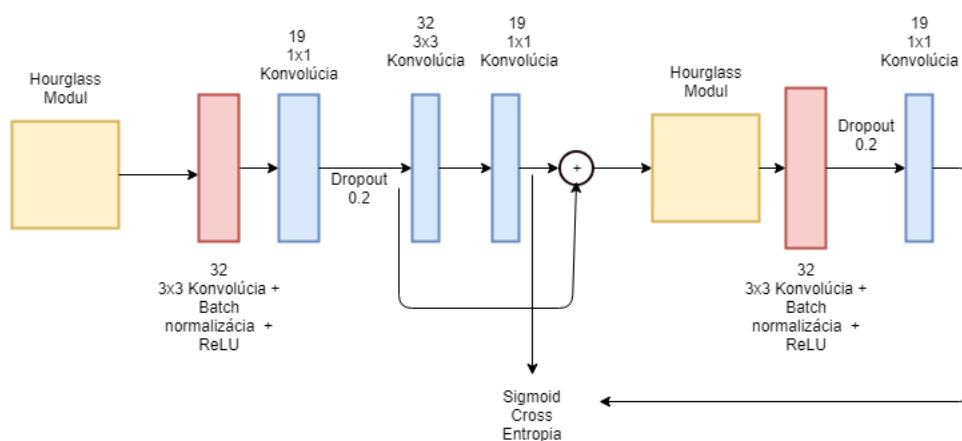 Hourglass
Modul
32
3x3 Konvolúcia +
Batch
normalizácia +
ReLU
19
1x1
Konvolúcia
Dropout
0.2
32
3x3
Konvolúcia
19
1x1
Konvolúcia
+
Hourglass
Modul
32
3x3 Konvolúcia +
Batch
normalizácia +
ReLU
Dropout
0.2
19
1x1
Konvolúcia
Sigmoid
Cross
Entropia